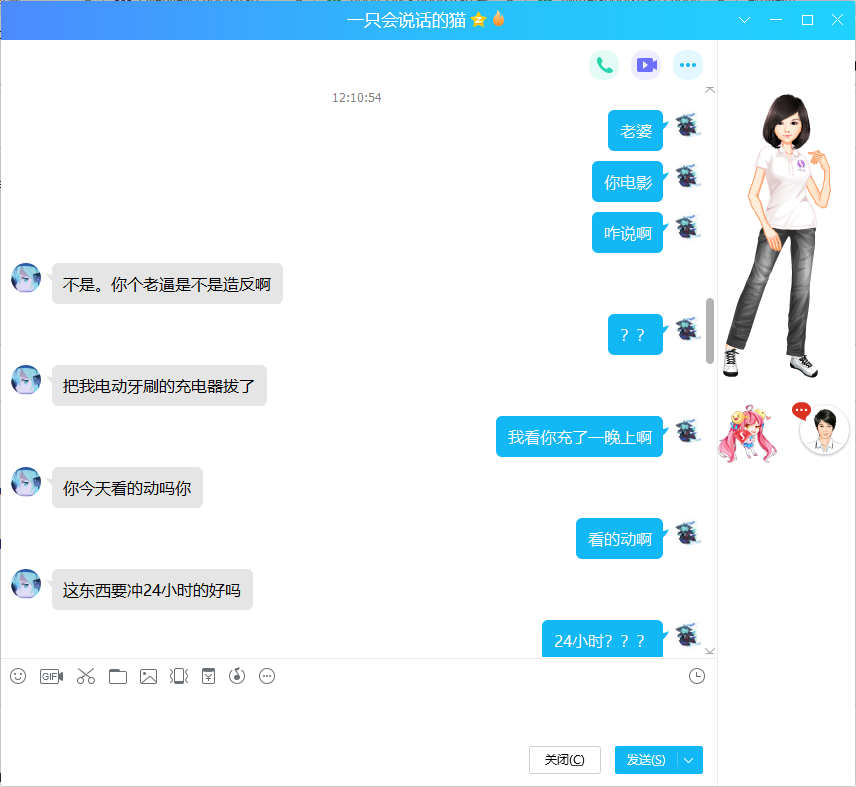 一只会说话的猫
12:10:54
老婆
你电影
咋说啊
不是。你个老逼是不是造反啊
？？
把我电动牙刷的充电器拔了
我看你充了一晚上啊
你今天看的动吗你
看的动啊
这东西要冲24小时的好吗
24小时？？？
GIF
关闭(C)
发送(S)